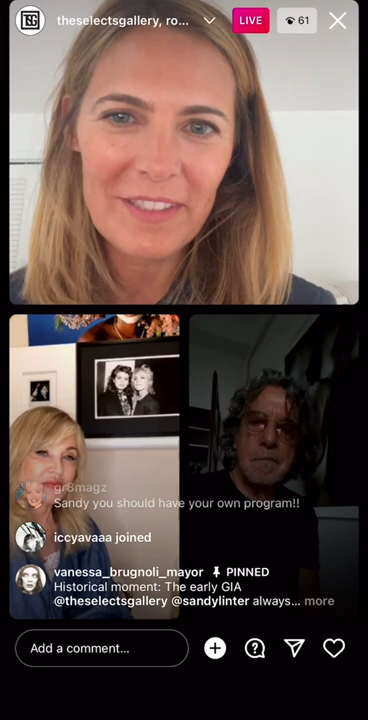 TSG
theselectsgallery, ro...
LIVE
61
gr8magz
Sandy you should have your own program!!
iccyavaaa joined
vanessa_brugnoli_mayor PINNED
Historical moment: The early GIA
@theselectsgallery @sandylinter always... more
Add a comment...